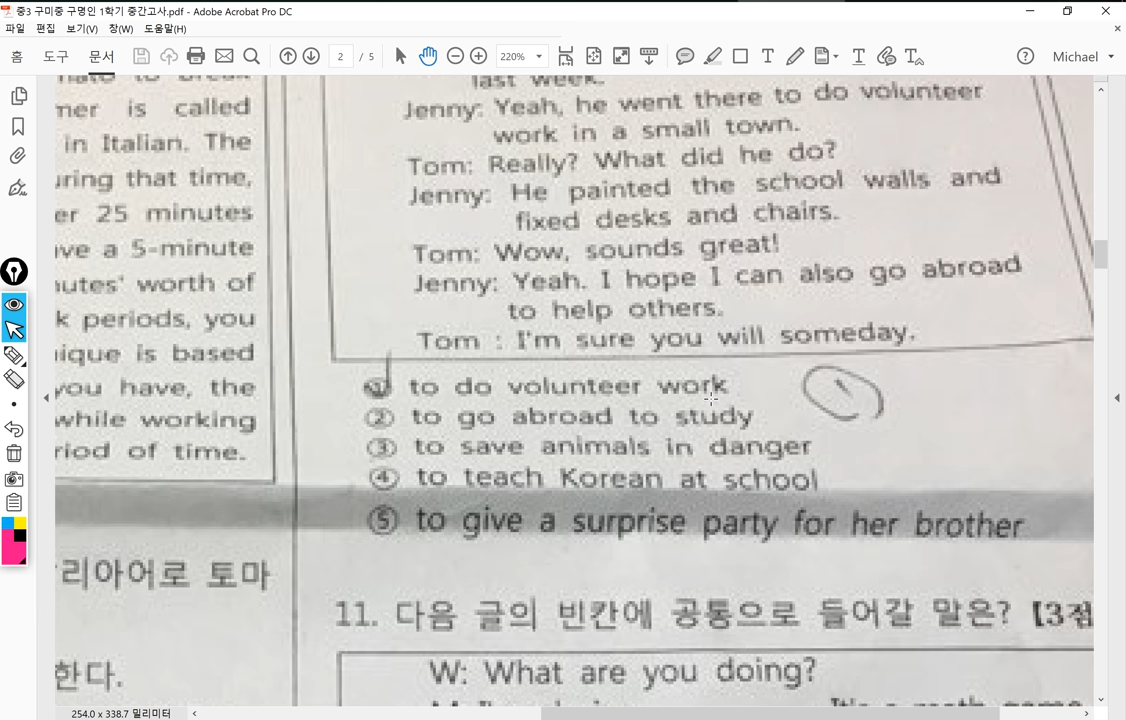 중3 구미중 구명인 1학기 중간고사.pdf - Adobe Acrobat Pro DC
파일 편집 보기(V) 창(W) 도움말(H)
홈 도구 문서 2 / 5 220% Michael
mer is called
in Italian. The
uring that time,
er 25 minutes
ave a 5-minute
nutes' worth of
k periods, you
nique is based
you have, the
while working
riod of time.
리아어로 토마
한다.
last week.
Jenny: Yeah, he went there to do volunteer
work in a small town.
Tom: Really? What did he do?
Jenny: He painted the school walls and
fixed desks and chairs.
Tom: Wow, sounds great!
Jenny: Yeah. I hope I can also go abroad
to help others.
Tom : I'm sure you will someday.
① to do volunteer work
② to go abroad to study
③ to save animals in danger
④ to teach Korean at school
⑤ to give a surprise party for her brother
11. 다음 글의 빈칸에 공통으로 들어갈 말은? [3점
W: What are you doing?
254.0 x 338.7 밀리미터